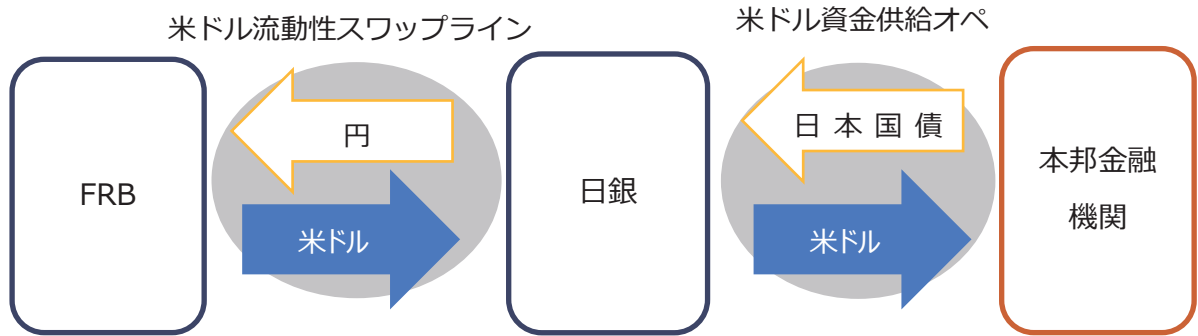 米ドル流動性スワップライン
米ドル資金供給オペ
FRB
円
米ドル
日銀
日本国債
米ドル
本邦金融
機関